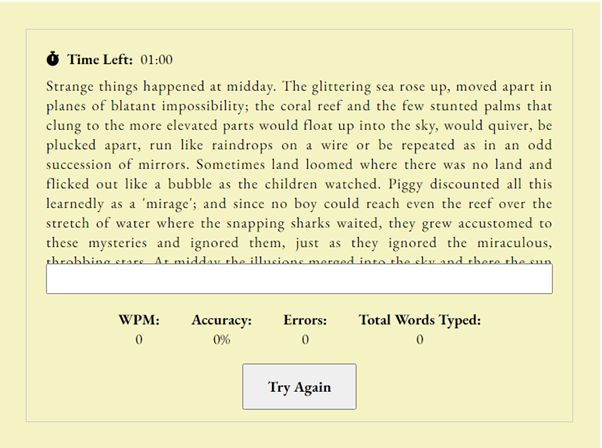 Time Left: 01:00
Strange things happened at midday. The glittering sea rose up, moved apart in
planes of blatant impossibility; the coral reef and the few stunted palms that
clung to the more elevated parts would float up into the sky, would quiver, be
plucked apart, run like raindrops on a wire or be repeated as in an odd
succession of mirrors. Sometimes land loomed where there was no land and
flicked out like a bubble as the children watched. Piggy discounted all this
learnedly as a 'mirage'; and since no boy could reach even the reef over the
stretch of water where the snapping sharks waited, they grew accustomed to
these mysteries and ignored them, just as they ignored the miraculous,
throbbing stars. At midday the illusions merged into the sky and there the sun
WPM: Accuracy: Errors: Total Words Typed:
0 0% 0 0
Try Again